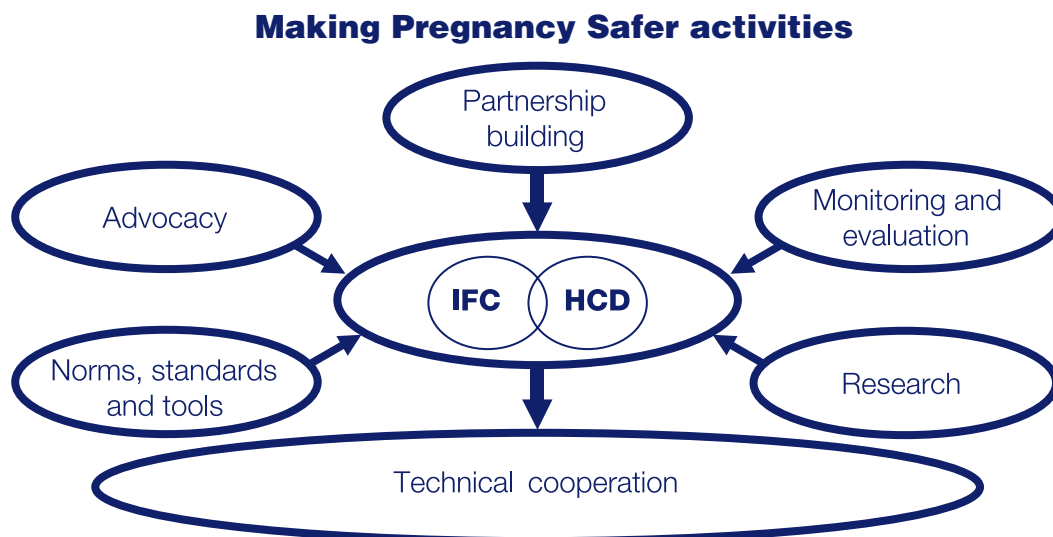 Making Pregnancy Safer activities
Partnership
building
Advocacy
Monitoring and
evaluation
IFC
HCD
Norms, standards
and tools
Research
Technical cooperation